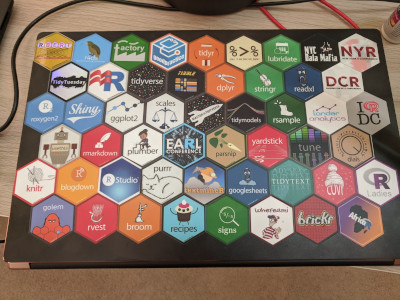 factory
bookdown
tidyr
lubridate
NYC
Data Mafia
NYR
TidyTuesday
R
tidyverse
TIBBLE
dplyr
stringr
readxl
DCR
roxygen2
Shiny
ggplot2
scales
tidymodels
rsample
I R
DC
rmarkdown
plumber
EARL
CONFERENCE
parsnip
yardstick
tune
dials
knitr
blogdown
R Studio
purrr
googlesheets
TIDYTEXT
R
Ladies
golem
rvest
broom
recipes
signs
brickr